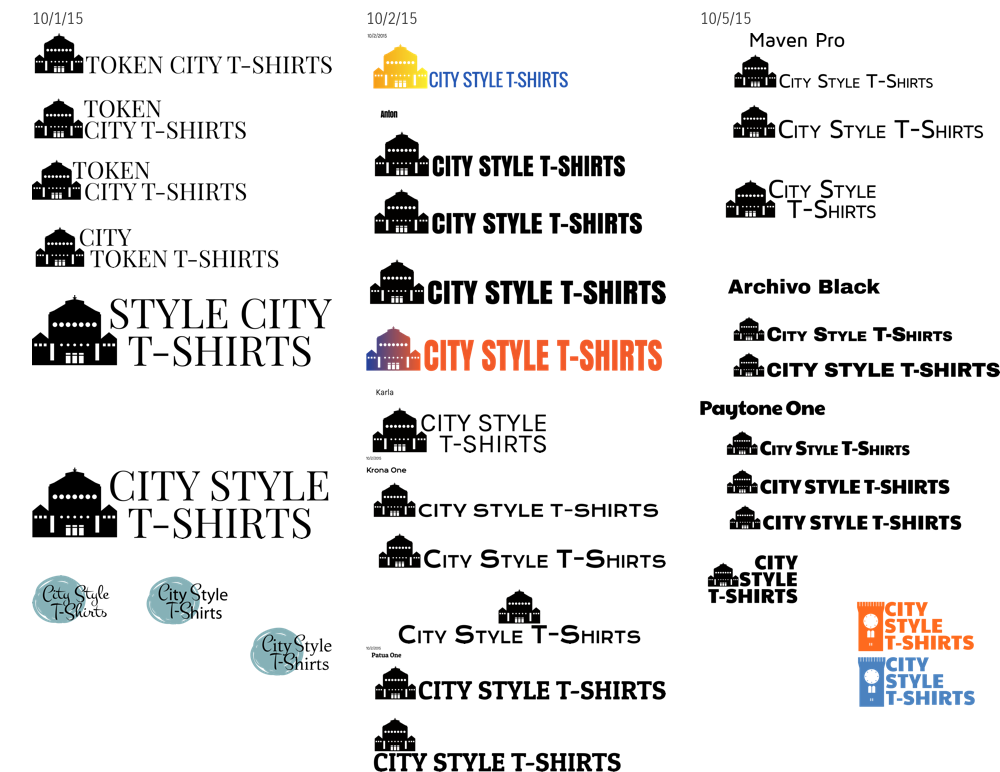 10/1/15
TOKEN CITY T-SHIRTS
TOKEN
CITY T-SHIRTS
TOKEN
CITY T-SHIRTS
CITY
TOKEN T-SHIRTS
STYLE CITY
T-SHIRTS
CITY STYLE
T-SHIRTS
City Style
T-Shirts
City Style
T-Shirts
City Style
T-Shirts
10/2/15
10/2/2015
CITY STYLE T-SHIRTS
Anton
CITY STYLE T-SHIRTS
CITY STYLE T-SHIRTS
CITY STYLE T-SHIRTS
CITY STYLE T-SHIRTS
Karla
CITY STYLE
T-SHIRTS
10/2/2015
Krona One
CITY STYLE T-SHIRTS
CITY STYLE T-SHIRTS
CITY STYLE T-SHIRTS
10/2/2015
Patua One
CITY STYLE T-SHIRTS
CITY STYLE T-SHIRTS
10/5/15
Maven Pro
CITY STYLE T-SHIRTS
CITY STYLE T-SHIRTS
CITY STYLE
T-SHIRTS
Archivo Black
CITY STYLE T-SHIRTS
CITY STYLE T-SHIRTS
Paytone One
CITY STYLE T-SHIRTS
CITY STYLE T-SHIRTS
CITY STYLE T-SHIRTS
CITY
STYLE
T-SHIRTS
CITY
STYLE
T-SHIRTS
CITY
STYLE
T-SHIRTS